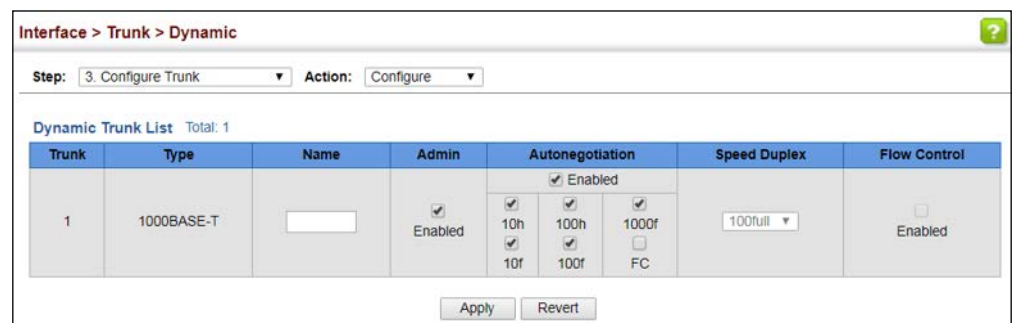 Interface > Trunk > Dynamic
?
Step: 3. Configure Trunk Action: Configure
Dynamic Trunk List Total: 1
Trunk Type Name Admin Autonegotiation Speed Duplex Flow Control
Enabled
1 1000BASE-T Enabled 10h 100h 1000f 100full Enabled
10f 100f FC
Apply Revert